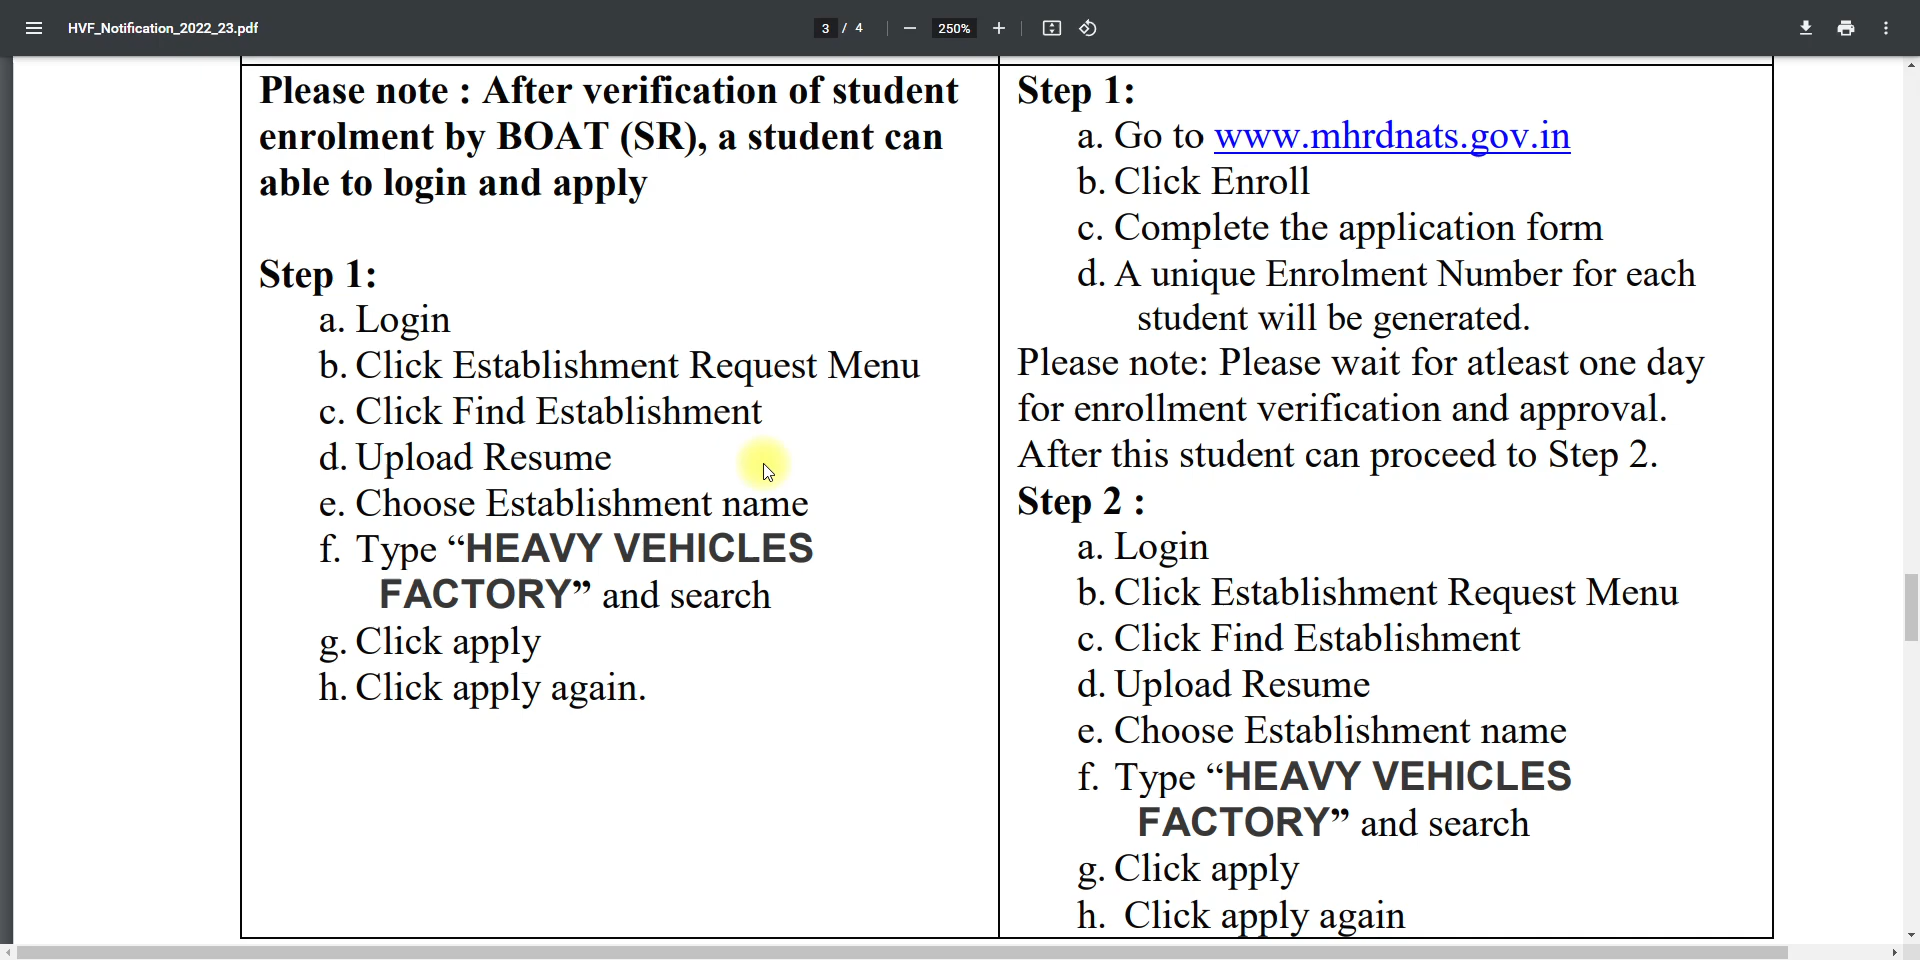 HVF_Notification_2022_23.pdf
3 / 4
250%
Please note : After verification of student
enrolment by BOAT (SR), a student can
able to login and apply
Step 1:
a. Login
b. Click Establishment Request Menu
c. Click Find Establishment
d. Upload Resume
e. Choose Establishment name
f. Type “HEAVY VEHICLES
FACTORY” and search
g. Click apply
h. Click apply again.
Step 1:
a. Go to www.mhrdnats.gov.in
b. Click Enroll
c. Complete the application form
d. A unique Enrolment Number for each
student will be generated.
Please note: Please wait for atleast one day
for enrollment verification and approval.
After this student can proceed to Step 2.
Step 2 :
a. Login
b. Click Establishment Request Menu
c. Click Find Establishment
d. Upload Resume
e. Choose Establishment name
f. Type “HEAVY VEHICLES
FACTORY” and search
g. Click apply
h. Click apply again